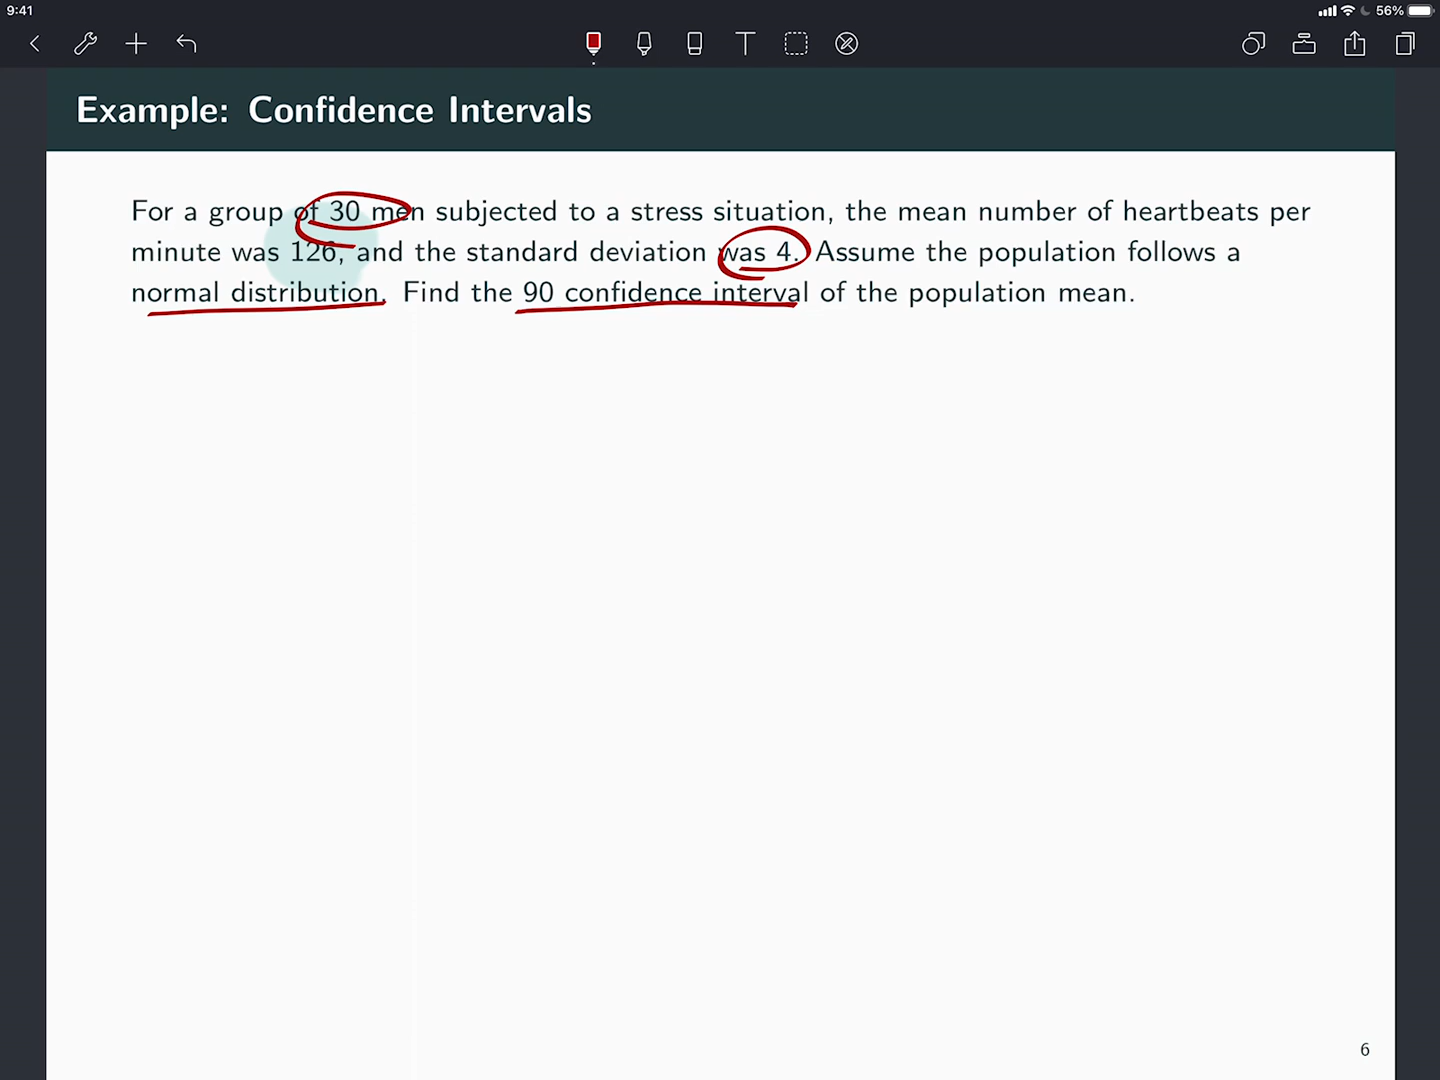 9:41
56%
Example: Confidence Intervals
For a group of 30 men subjected to a stress situation, the mean number of heartbeats per
minute was 126, and the standard deviation was 4. Assume the population follows a
normal distribution. Find the 90 confidence interval of the population mean.
6